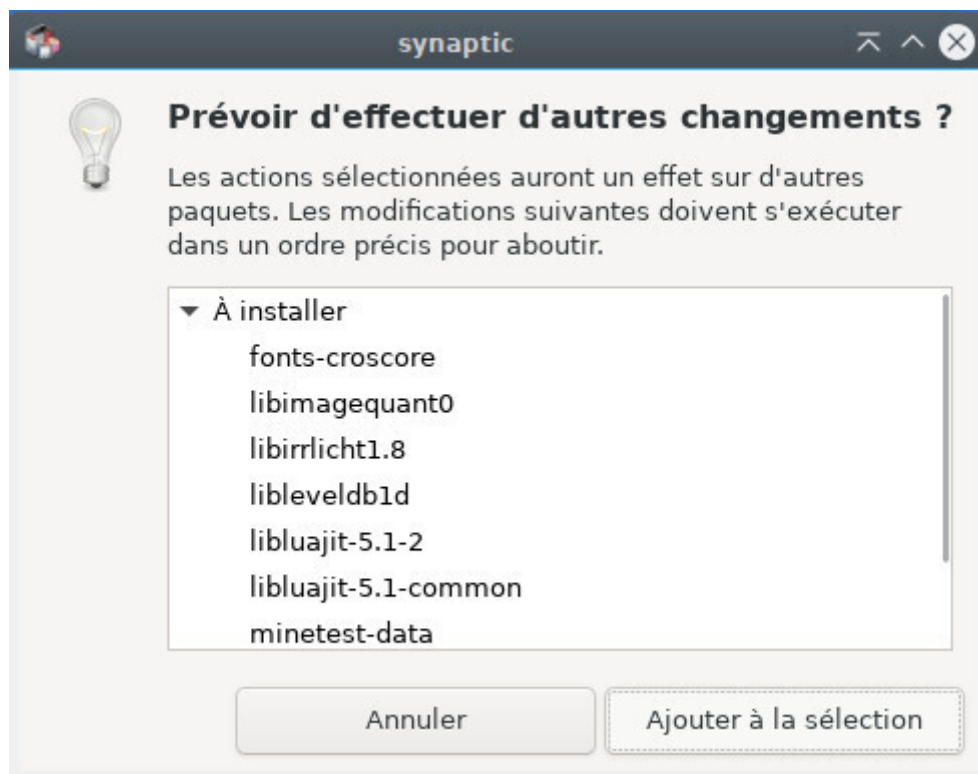 synaptic
Prévoir d'effectuer d'autres changements ?
Les actions sélectionnées auront un effet sur d'autres
paquets. Les modifications suivantes doivent s'exécuter
dans un ordre précis pour aboutir.
À installer
fonts-croscore
libimagequant0
libirrlicht1.8
libleveldb1d
libluajit-5.1-2
libluajit-5.1-common
minetest-data
Annuler
Ajouter à la sélection